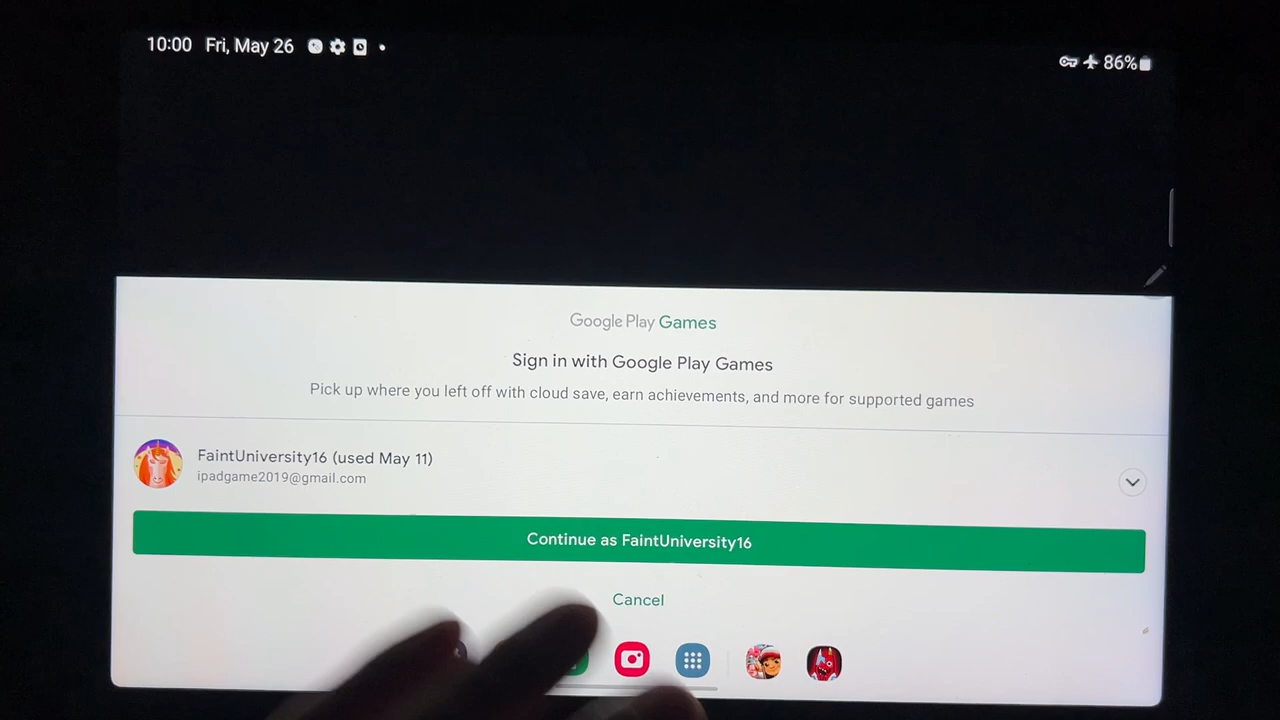 10:00 Fri, May 26
86%
Google Play Games
Sign in with Google Play Games
Pick up where you left off with cloud save, earn achievements, and more for supported games
FaintUniversity16 (used May 11)
ipadgame2019@gmail.com
Continue as FaintUniversity16
Cancel